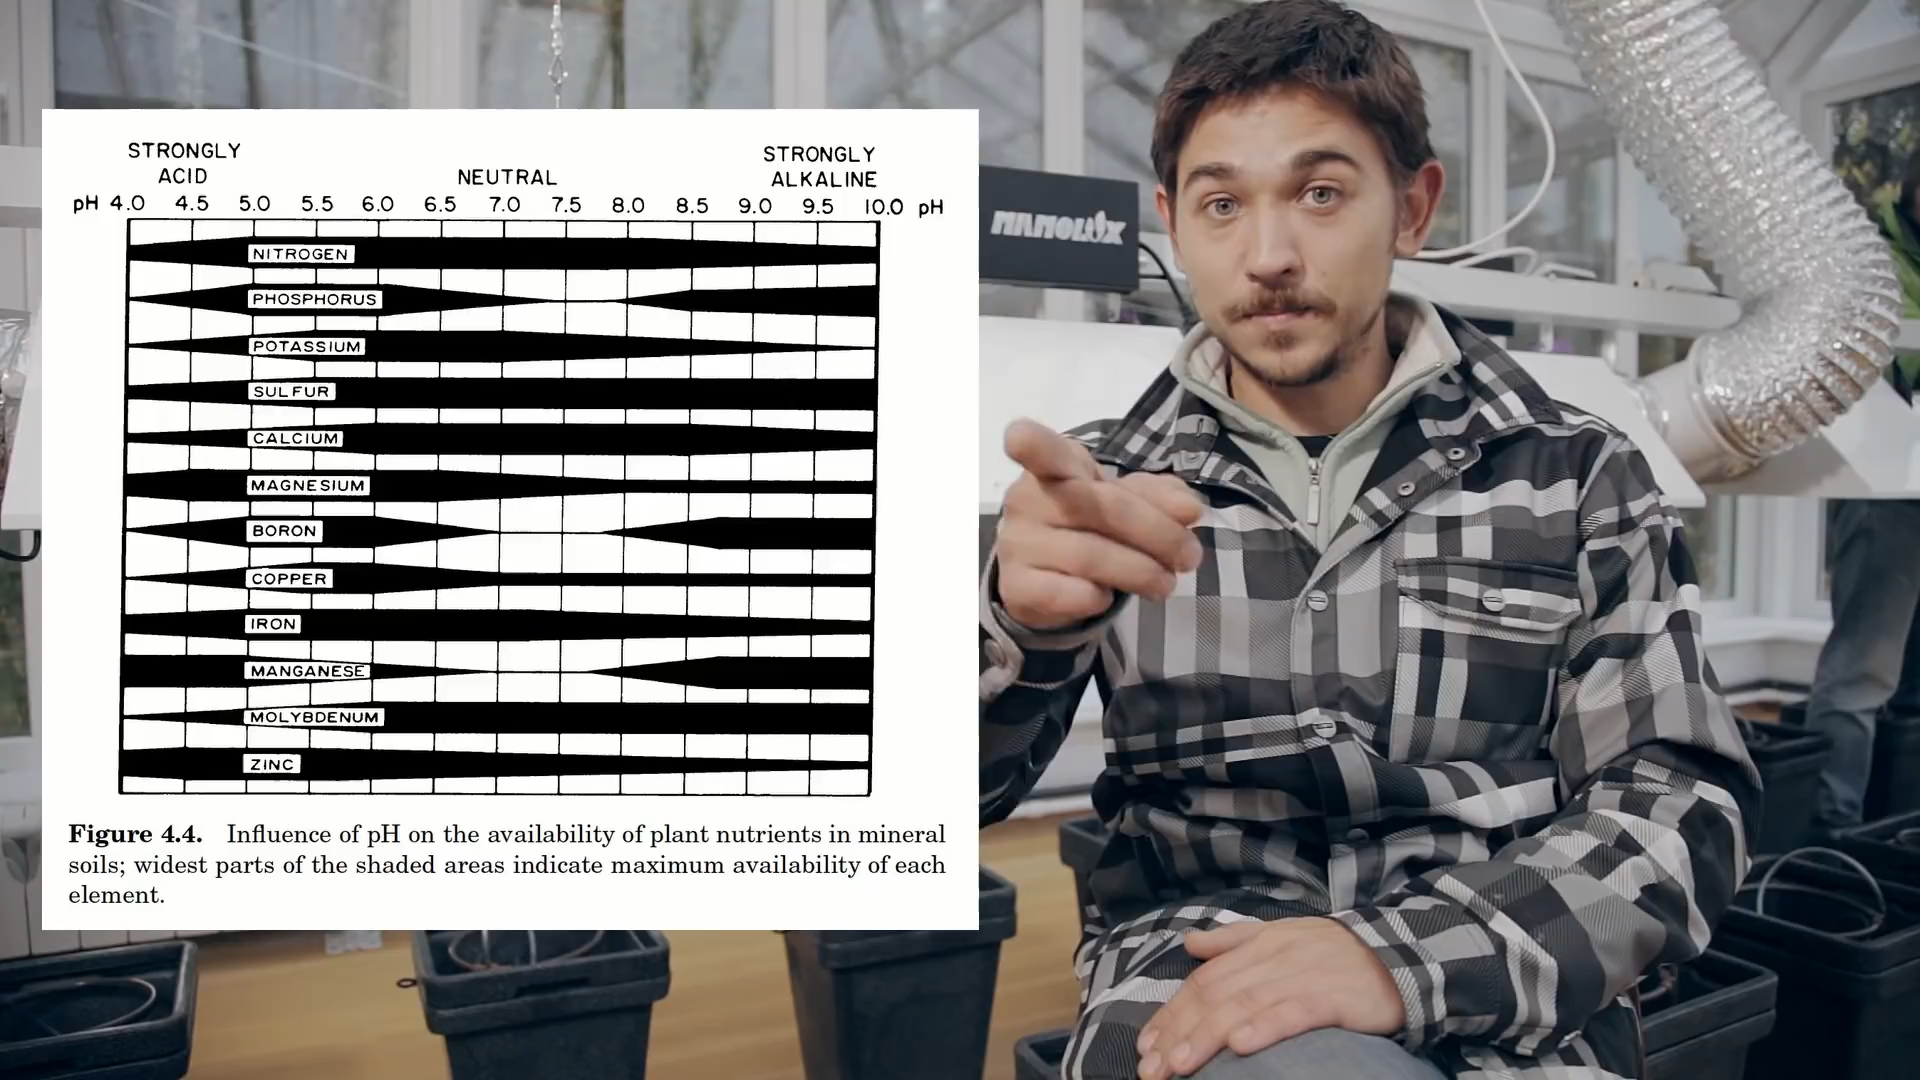 STRONGLY
ACID
NEUTRAL
STRONGLY
ALKALINE
pH 4.0 4.5 5.0 5.5 6.0 6.5 7.0 7.5 8.0 8.5 9.0 9.5 10.0 pH
NITROGEN
PHOSPHORUS
POTASSIUM
SULFUR
CALCIUM
MAGNESIUM
BORON
COPPER
IRON
MANGANESE
MOLYBDENUM
ZINC
Figure 4.4. Influence of pH on the availability of plant nutrients in mineral
soils; widest parts of the shaded areas indicate maximum availability of each
element.
NANOLUX